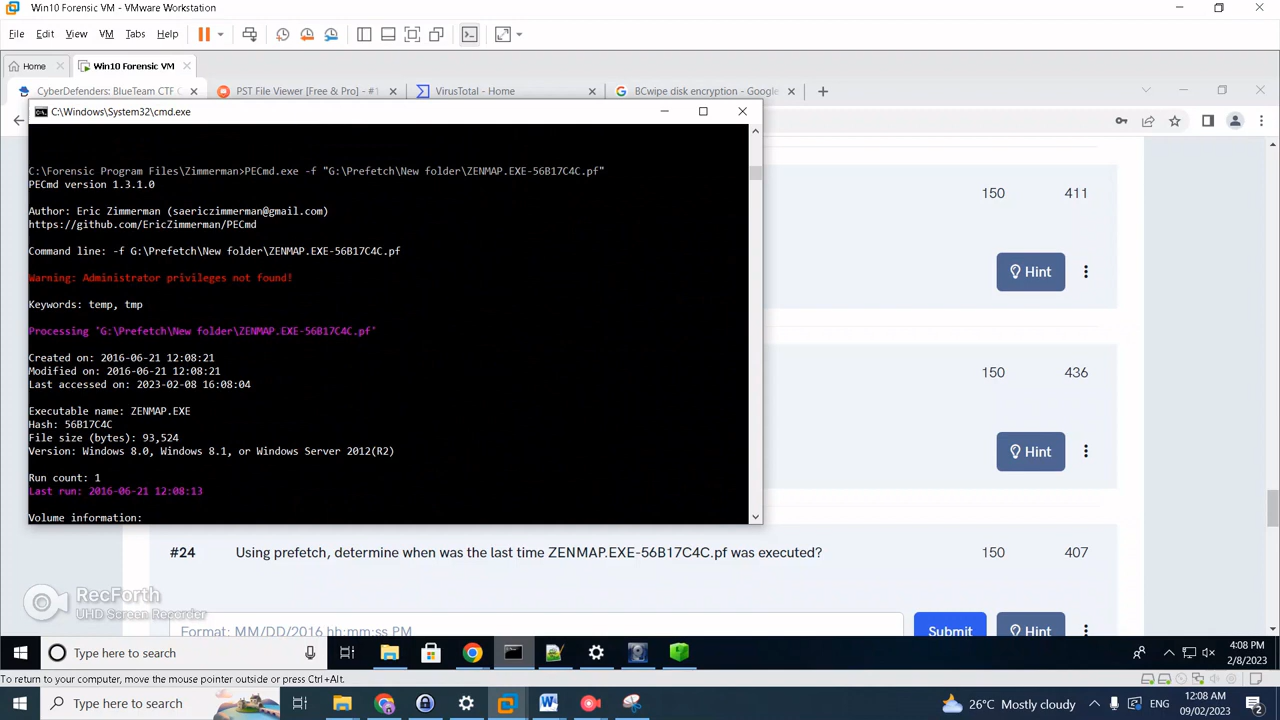 Win10 Forensic VM - VMware Workstation
File Edit View VM Tabs Help
Home Win10 Forensic VM
CyberDefenders: BlueTeam CTF C PST File Viewer [Free & Pro] - #1 VirusTotal - Home BCwipe disk encryption - Google
C:\Windows\System32\cmd.exe
C:\Forensic Program Files\Zimmerman>PECmd.exe -f "G:\Prefetch\New folder\ZENMAP.EXE-56B17C4C.pf"
PECmd version 1.3.1.0
Author: Eric Zimmerman (saericzimmerman@gmail.com)
https://github.com/EricZimmerman/PECmd
Command line: -f G:\Prefetch\New folder\ZENMAP.EXE-56B17C4C.pf
Warning: Administrator privileges not found!
Keywords: temp, tmp
Processing 'G:\Prefetch\New folder\ZENMAP.EXE-56B17C4C.pf'
Created on: 2016-06-21 12:08:21
Modified on: 2016-06-21 12:08:21
Last accessed on: 2023-02-08 16:08:04
Executable name: ZENMAP.EXE
Hash: 56B17C4C
File size (bytes): 93,524
Version: Windows 8.0, Windows 8.1, or Windows Server 2012(R2)
Run count: 1
Last run: 2016-06-21 12:08:13
Volume information:
150 411
Hint
150 436
Hint
#24 Using prefetch, determine when was the last time ZENMAP.EXE-56B17C4C.pf was executed? 150 407
RecForth
UHD Screen Recorder
Format: MM/DD/2016 hh:mm:ss PM Submit Hint
Type here to search 4:08 PM
2/8/2023
To return to your computer, move the mouse pointer outside or press Ctrl+Alt.
Type here to search 26°C Mostly cloudy 12:08 AM
09/02/2023 2